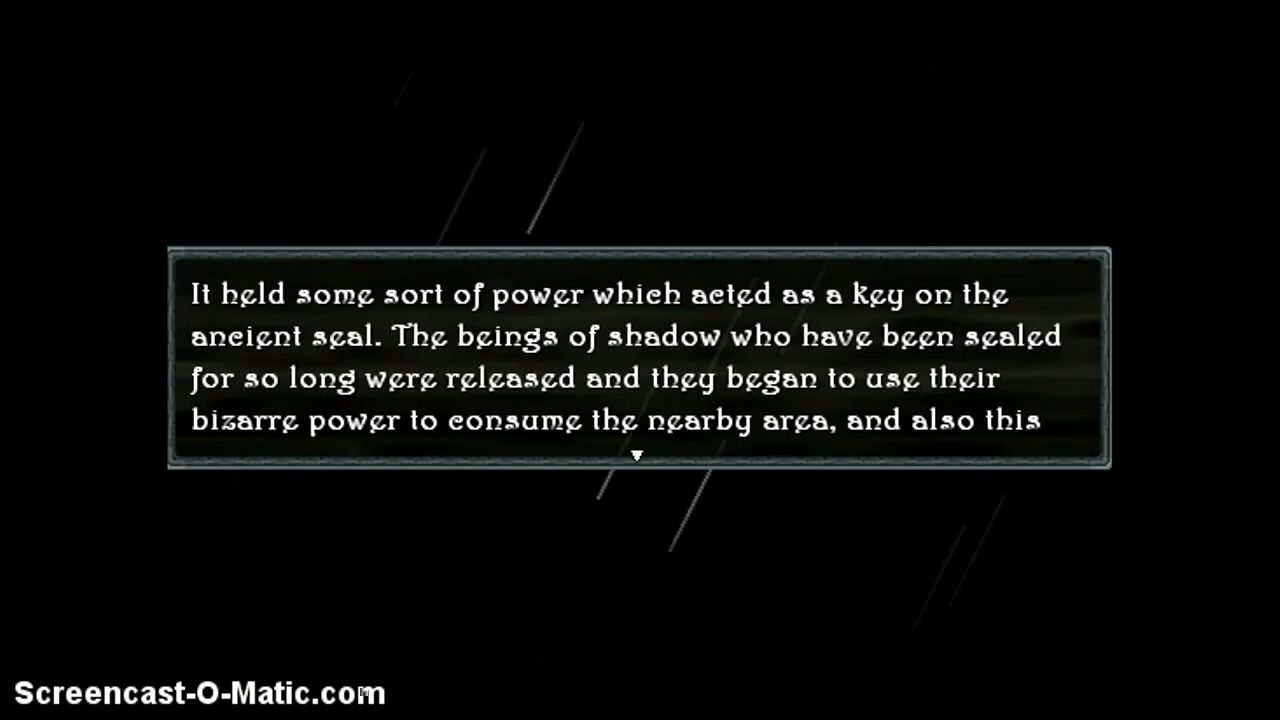 It held some sort of power which acted as a key on the
ancient seal. The beings of shadow who have been sealed
for so long were released and they began to use their
bizarre power to consume the nearby area, and also this
Screencast-O-Matic.com